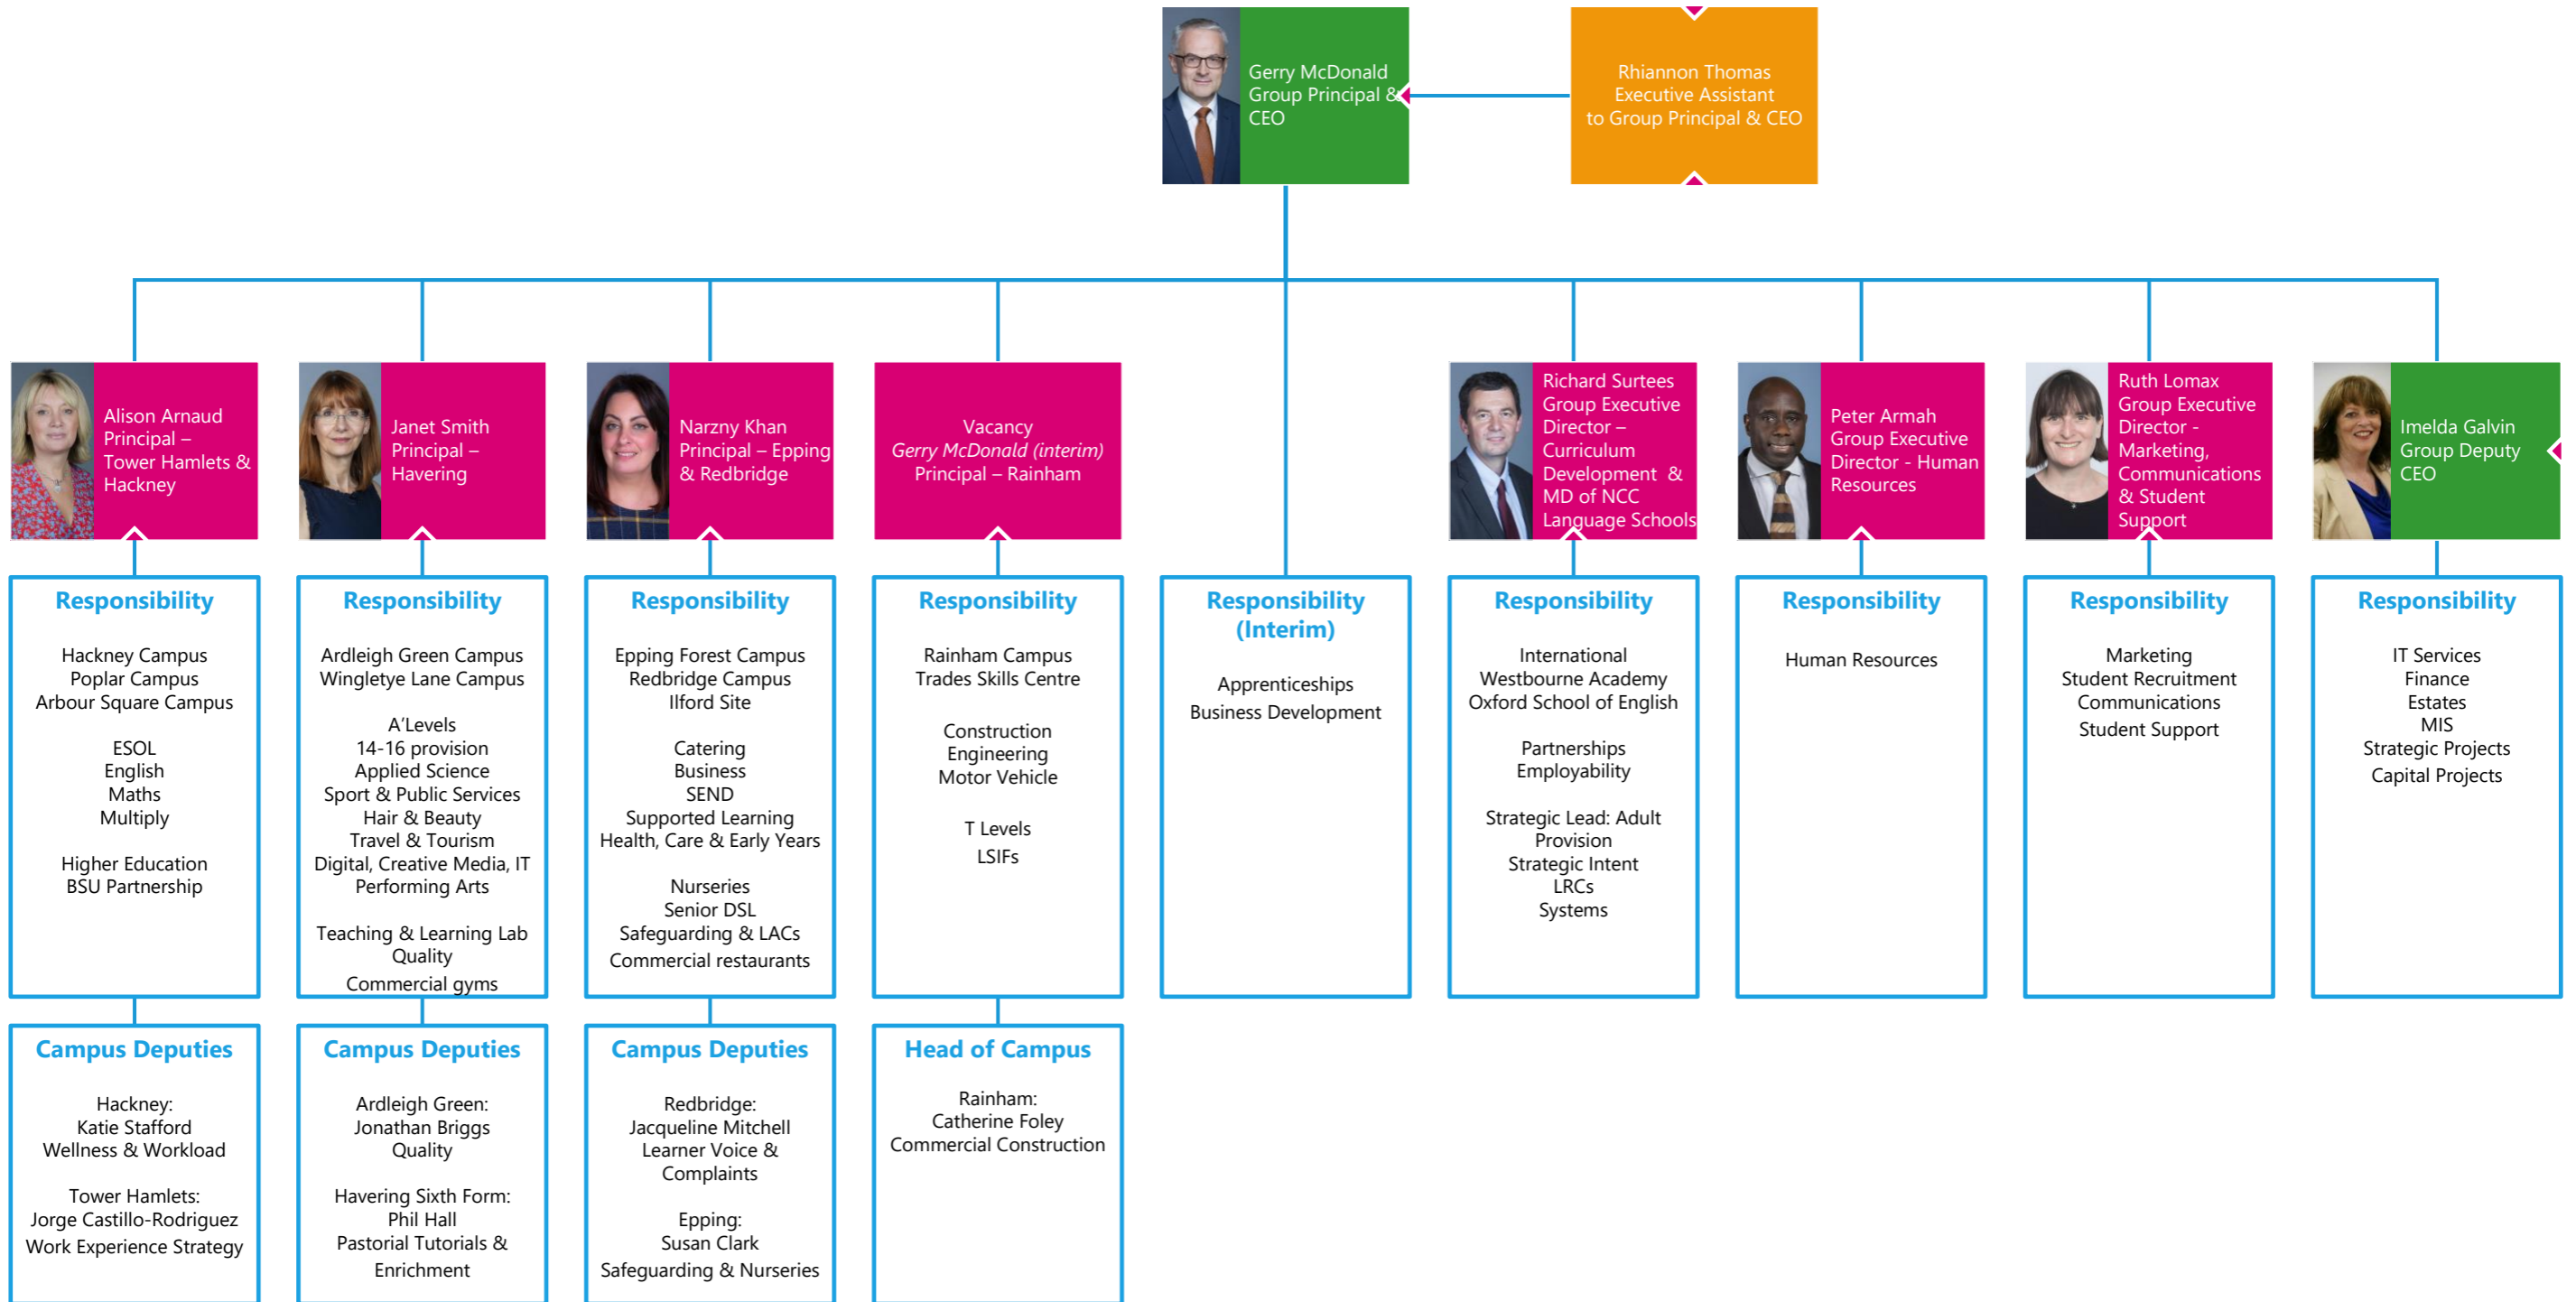 Gerry McDonald
Group Principal &
CEO
Rhiannon Thomas
Executive Assistant
to Group Principal & CEO
Alison Arnaud
Principal –
Tower Hamlets &
Hackney
Janet Smith
Principal –
Havering
Narzny Khan
Principal – Epping
& Redbridge
Vacancy
Gerry McDonald (interim)
Principal – Rainham
Richard Surtees
Group Executive
Director –
Curriculum
Development &
MD of NCC
Language Schools
Peter Armah
Group Executive
Director - Human
Resources
Ruth Lomax
Group Executive
Director -
Marketing,
Communications
& Student
Support
Imelda Galvin
Group Deputy
CEO
Responsibility
Hackney Campus
Poplar Campus
Arbour Square Campus
ESOL
English
Maths
Multiply
Higher Education
BSU Partnership
Responsibility
Ardleigh Green Campus
Wingletye Lane Campus
A’Levels
14-16 provision
Applied Science
Sport & Public Services
Hair & Beauty
Travel & Tourism
Digital, Creative Media, IT
Performing Arts
Teaching & Learning Lab
Quality
Commercial gyms
Responsibility
Epping Forest Campus
Redbridge Campus
Ilford Site
Catering
Business
SEND
Supported Learning
Health, Care & Early Years
Nurseries
Senior DSL
Safeguarding & LACs
Commercial restaurants
Responsibility
Rainham Campus
Trades Skills Centre
Construction
Engineering
Motor Vehicle
T Levels
LSIFs
Responsibility
(Interim)
Apprenticeships
Business Development
Responsibility
International
Westbourne Academy
Oxford School of English
Partnerships
Employability
Strategic Lead: Adult
Provision
Strategic Intent
LRCs
Systems
Responsibility
Human Resources
Responsibility
Marketing
Student Recruitment
Communications
Student Support
Responsibility
IT Services
Finance
Estates
MIS
Strategic Projects
Capital Projects
Campus Deputies
Hackney:
Katie Stafford
Wellness & Workload
Tower Hamlets:
Jorge Castillo-Rodriguez
Work Experience Strategy
Campus Deputies
Ardleigh Green:
Jonathan Briggs
Quality
Havering Sixth Form:
Phil Hall
Pastorial Tutorials &
Enrichment
Campus Deputies
Redbridge:
Jacqueline Mitchell
Learner Voice &
Complaints
Epping:
Susan Clark
Safeguarding & Nurseries
Head of Campus
Rainham:
Catherine Foley
Commercial Construction